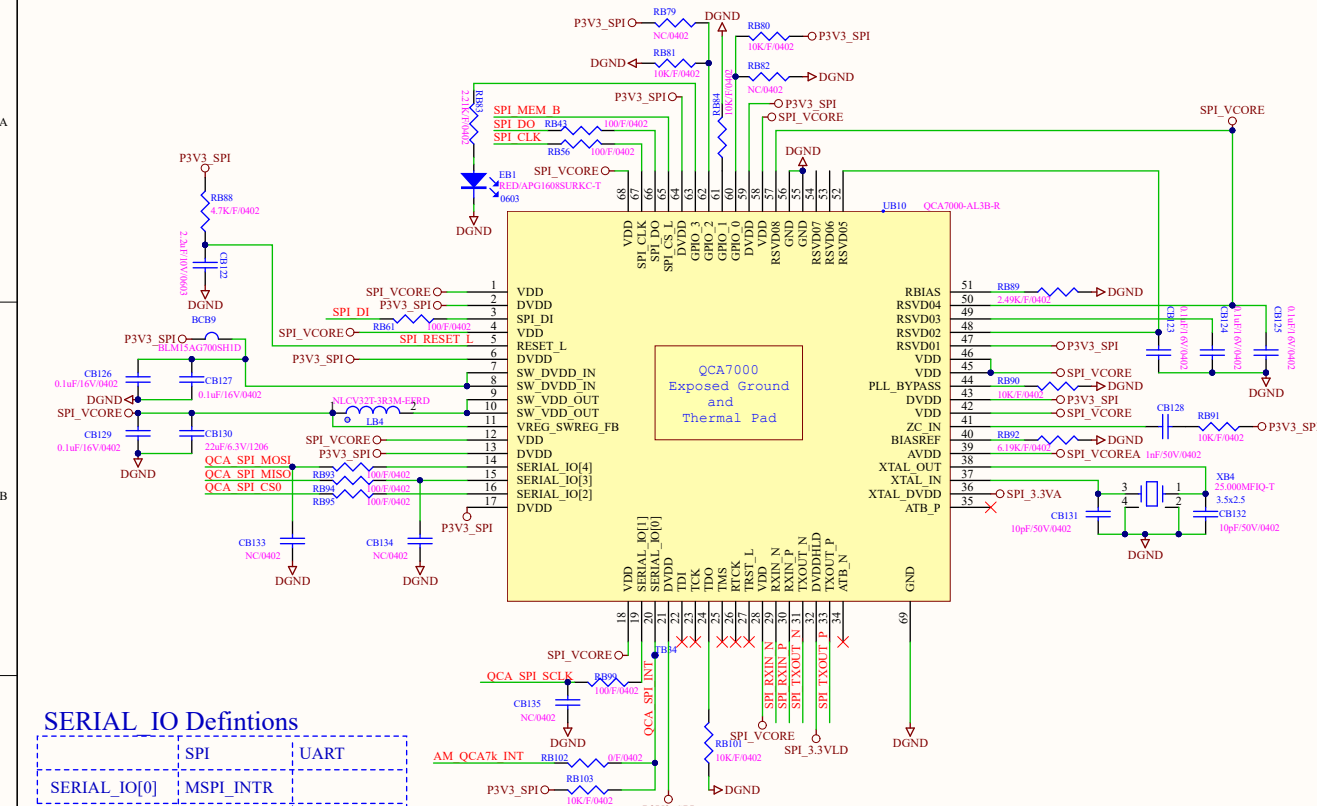 RB79
P3V3_SPI
NC/0402
DGND
RB80
P3V3_SPI
10K/F/0402
RB81
DGND
10K/F/0402
RB82
DGND
NC/0402
P3V3_SPI
RB83
2.21K/F/0402
RB84
10K/F/0402
P3V3_SPI
SPI_VCORE
SPI_MEM_B
SPI_DO
RB43
100/F/0402
SPI_CLK
RB56
100/F/0402
SPI_VCORE
DGND
SPI_VCORE
A
EB1
RED/APG1608SURKC-T
0603
DGND
P3V3_SPI
RB88
4.7K/F/0402
CB122
2.2uF/10V/0603
DGND
UB10
QCA7000-AL3B-R
68
67
66
65
64
63
62
61
60
59
58
57
56
55
54
53
52
VDD
SPI_CLK
SPI_DO
SPI_CS_L
DVDD
GPIO_3
GPIO_2
GPIO_1
GPIO_0
DVDD
VDD
RSVD08
GND
GND
RSVD07
RSVD06
RSVD05
SPI_VCORE
1
VDD
P3V3_SPI
2
DVDD
SPI_DI
RB61
100/F/0402
3
SPI_DI
SPI_VCORE
4
VDD
SPI_RESET_L
5
RESET_L
P3V3_SPI
6
DVDD
7
SW_DVDD_IN
8
SW_DVDD_IN
9
SW_VDD_OUT
10
SW_VDD_OUT
11
VREG_SWREG_FB
SPI_VCORE
12
VDD
P3V3_SPI
13
DVDD
14
SERIAL_IO[4]
15
SERIAL_IO[3]
16
SERIAL_IO[2]
17
DVDD
P3V3_SPI
BCB9
P3V3_SPI
BLM15AG700SH1D
CB126
0.1uF/16V/0402
CB127
0.1uF/16V/0402
DGND
SPI_VCORE
NLCV32T-3R3M-EFRD
1
2
LB4
CB129
0.1uF/16V/0402
CB130
22uF/6.3V/1206
DGND
QCA_SPI_MOSI
QCA_SPI_MISO
QCA_SPI_CS0
RB93
100/F/0402
RB94
100/F/0402
RB95
100/F/0402
CB133
NC/0402
DGND
CB134
NC/0402
DGND
QCA7000
Exposed Ground
and
Thermal Pad
RBIAS
51
RB89
2.49K/F/0402
DGND
RSVD04
50
RSVD03
49
RSVD02
48
RSVD01
47
P3V3_SPI
VDD
46
VDD
45
SPI_VCORE
PLL_BYPASS
44
RB90
10K/F/0402
DGND
DVDD
43
P3V3_SPI
VDD
42
SPI_VCORE
ZC_IN
41
CB128
1nF/50V/0402
RB91
10K/F/0402
P3V3_SPI
BIASREF
40
RB92
6.19K/F/0402
DGND
AVDD
39
SPI_VCOREA
XTAL_OUT
38
XTAL_IN
37
XTAL_DVDD
36
SPI_3.3VA
ATB_P
35
CB123
0.1uF/16V/0402
CB124
0.1uF/16V/0402
CB125
0.1uF/16V/0402
DGND
XB4
25.000MFIQ-T
3.5x2.5
3
1
4
2
CB131
10pF/50V/0402
CB132
10pF/50V/0402
DGND
B
VDD
SERIAL_IO[1]
SERIAL_IO[0]
DVDD
TDI
TCK
TDO
TMS
RTCK
TRST_L
VDD
RXIN_N
RXIN_P
TXOUT_N
DVDDHLD
TXOUT_P
ATB_N
GND
18
19
20
21
22
23
24
25
26
27
28
29
30
31
32
33
34
69
SPI_VCORE
TB34
QCA_SPI_SCLK
RB99
100/F/0402
CB135
NC/0402
DGND
QCA_SPI_INT
AM_QCA7k_INT
RB102
0/F/0402
P3V3_SPI
RB103
10K/F/0402
RB101
10K/F/0402
DGND
SPI_VCORE
SPI_RXIN_N
SPI_RXIN_P
SPI_TXOUT_N
SPI_TXOUT_P
SPI_3.3VLD
DGND
SERIAL_IO Defintions
SPI
UART
SERIAL_IO[0]
MSPI_INTR